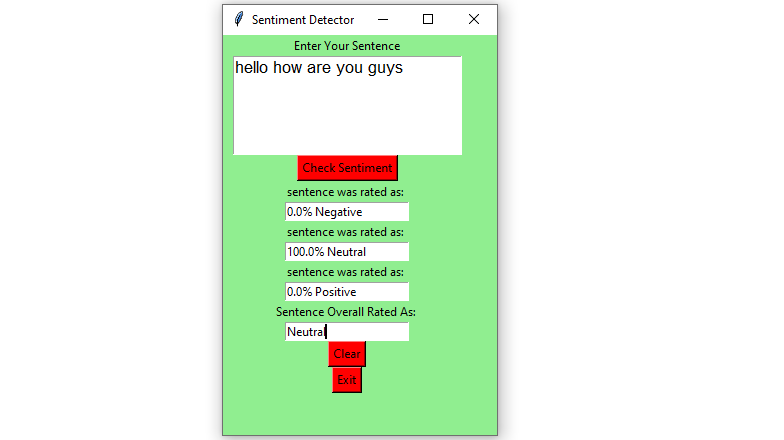 Sentiment Detector
Enter Your Sentence
hello how are you guys
Check Sentiment
sentence was rated as:
0.0% Negative
sentence was rated as:
100.0% Neutral
sentence was rated as:
0.0% Positive
Sentence Overall Rated As:
Neutral
Clear
Exit